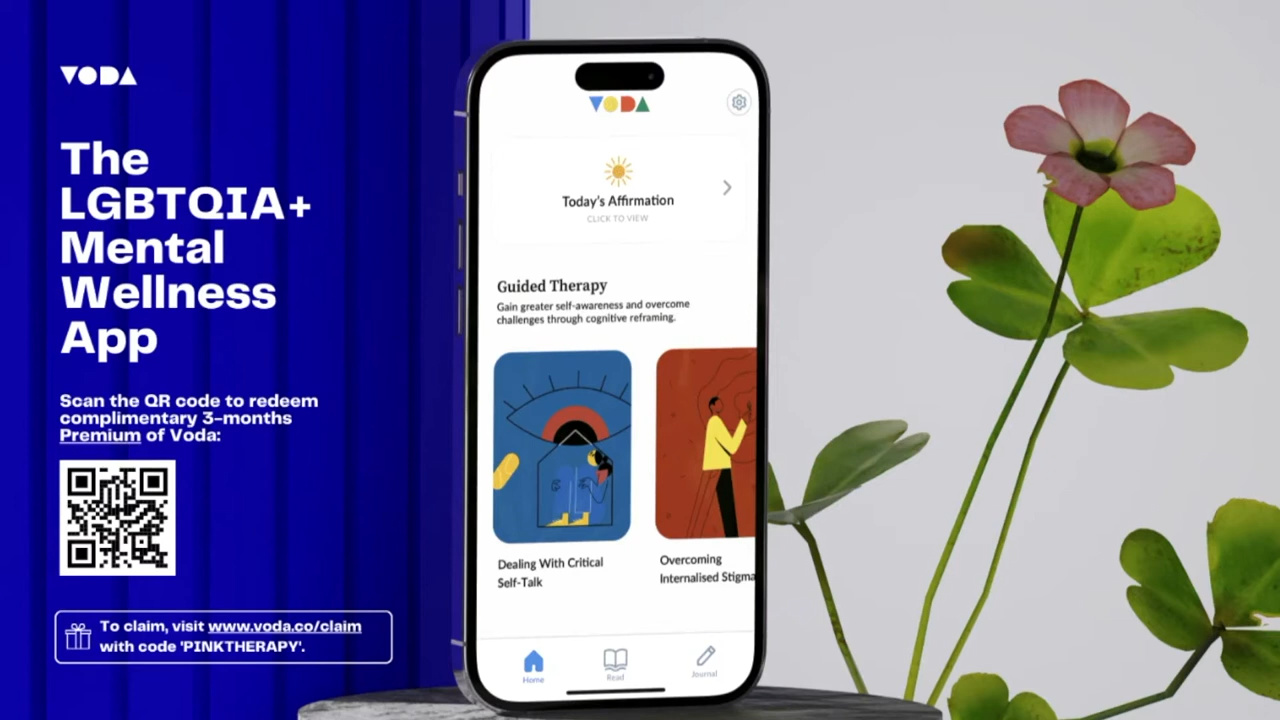 VODA
The
LGBTQIA+
Mental
Wellness
App
Scan the QR code to redeem
complimentary 3-months
Premium of Voda:
To claim, visit www.voda.co/claim
with code 'PINKTHERAPY'.
VODA
Today's Affirmation
CLICK TO VIEW
Guided Therapy
Gain greater self-awareness and overcome
challenges through cognitive reframing.
Dealing With Critical
Self-Talk
Overcoming
Internalised Stigma
Home
Read
Journal